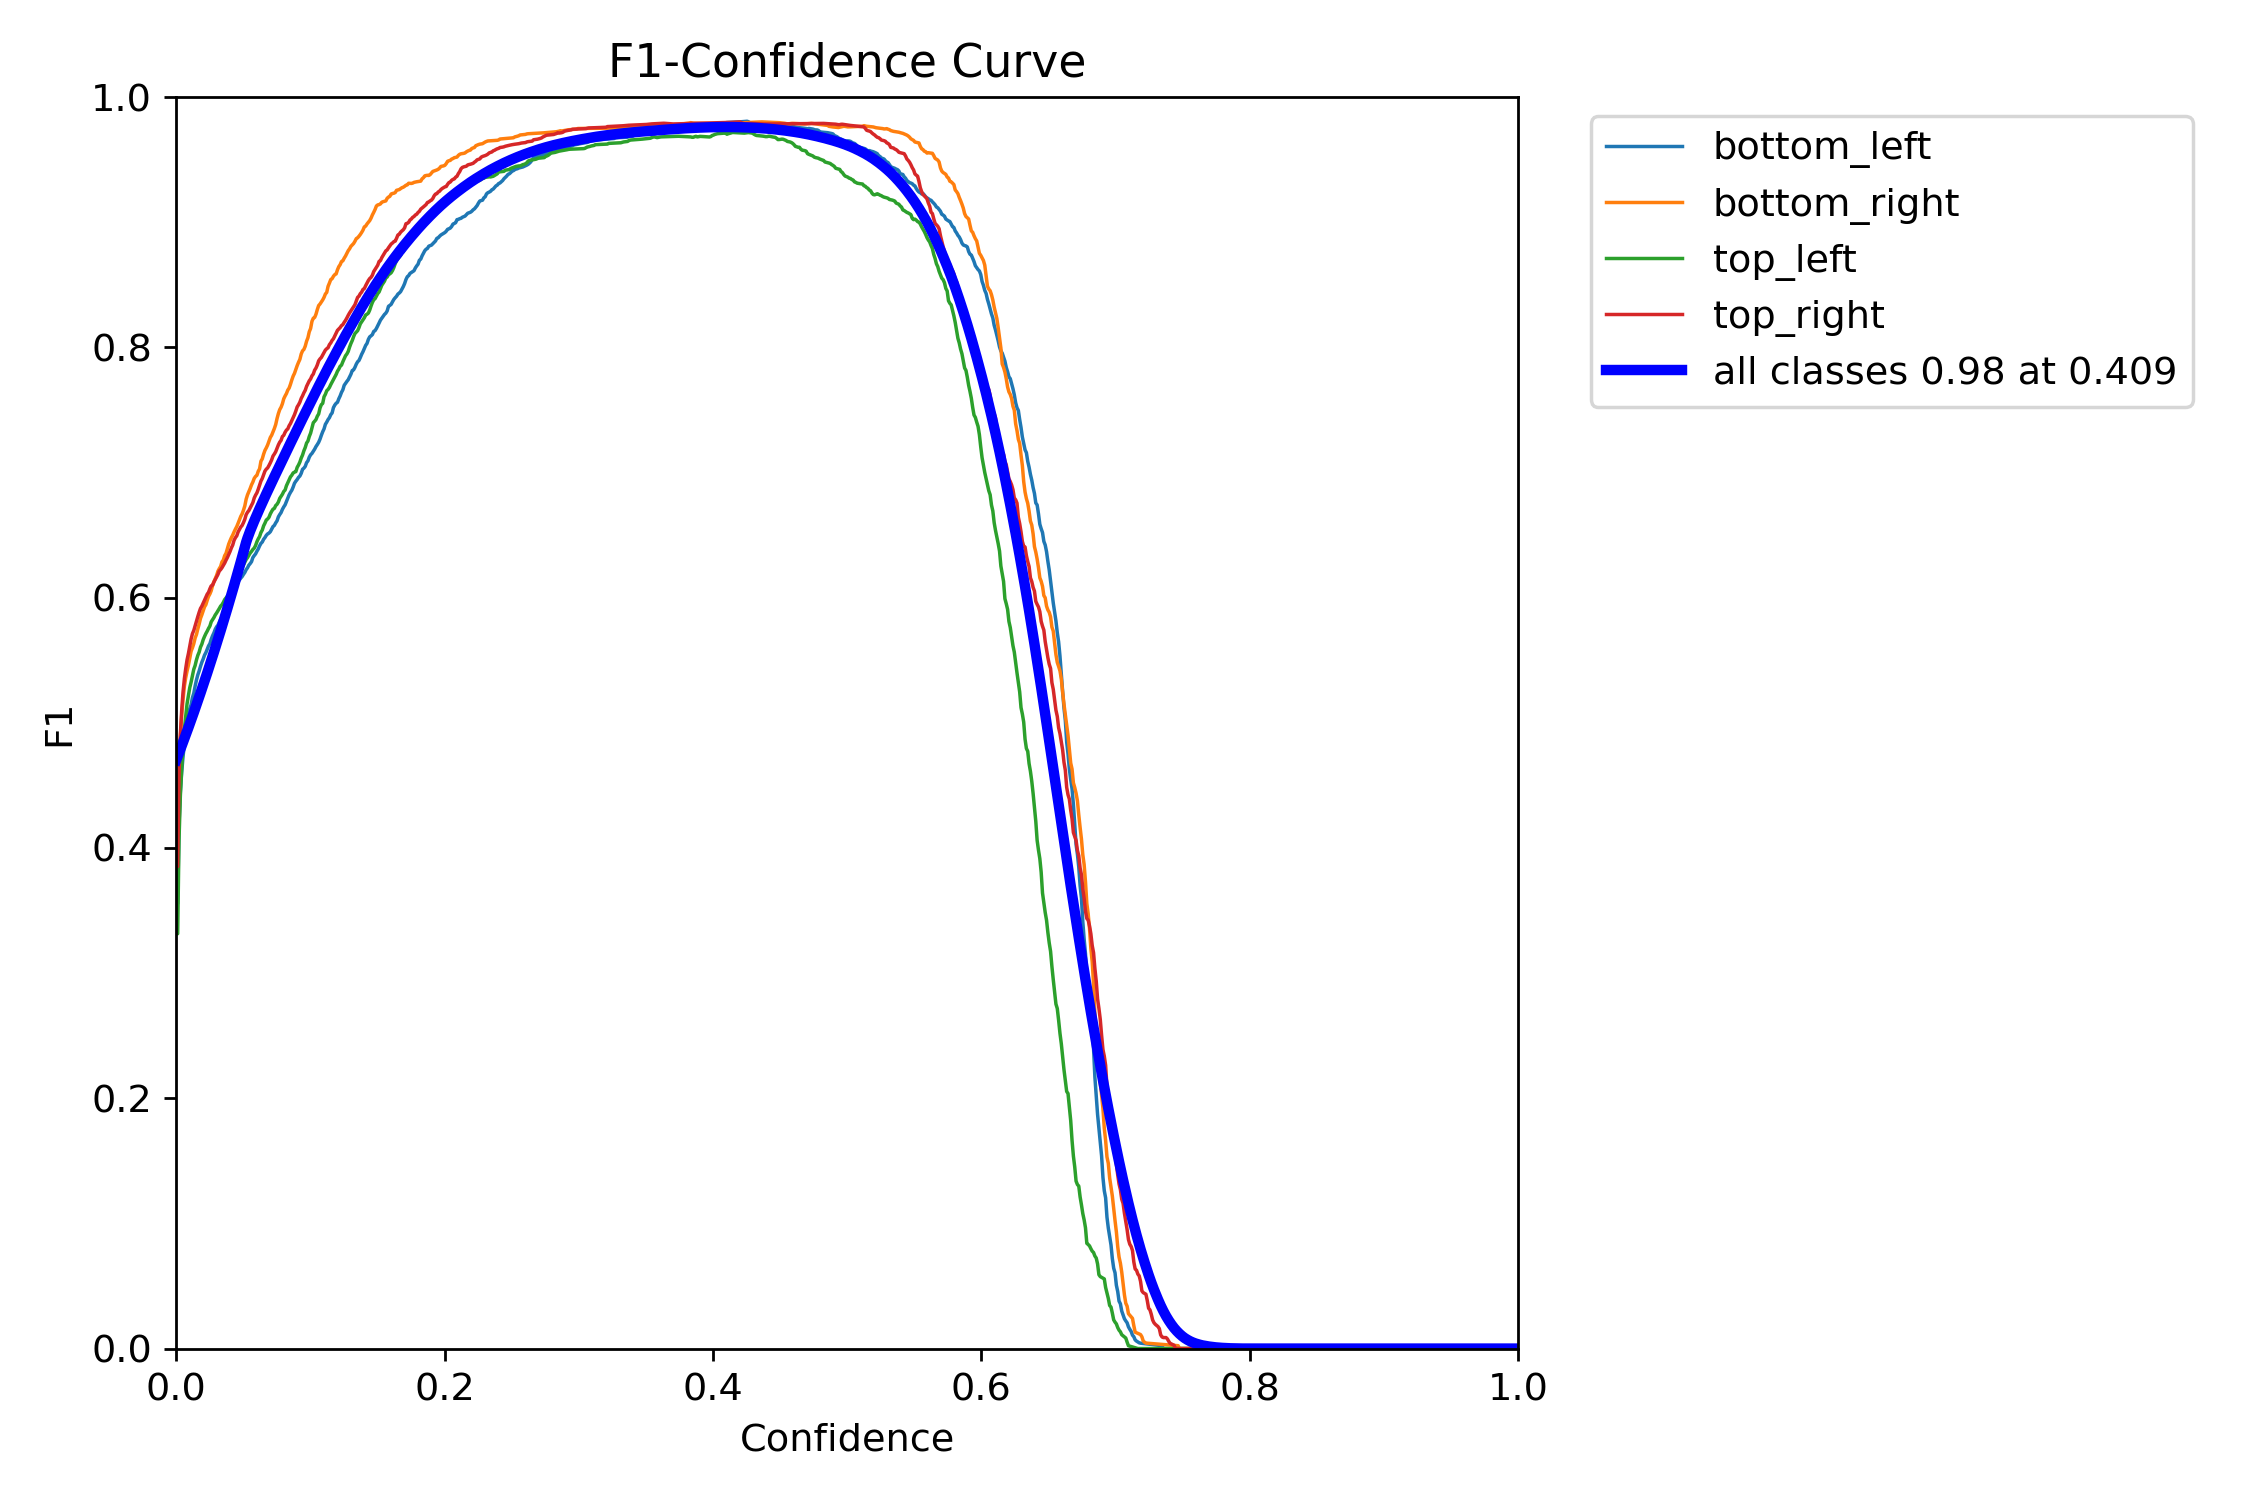 F1-Confidence Curve
1.0
0.8
0.6
0.4
0.2
0.0
F1
0.0 0.2 0.4 0.6 0.8 1.0
Confidence
bottom_left
bottom_right
top_left
top_right
all classes 0.98 at 0.409